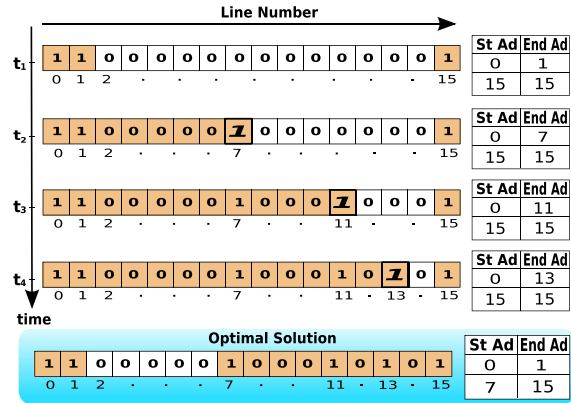 Line Number
t₁ 1 1 0 0 0 0 0 0 0 0 0 0 0 0 0 1
0 1 2 . . . . . . . . . . . . 15
St Ad End Ad
0 1
15 15
t₂ 1 1 0 0 0 0 0 1 0 0 0 0 0 0 0 1
0 1 2 . . 7 . . . - - 15
St Ad End Ad
0 7
15 15
t₃ 1 1 0 0 0 0 0 1 0 0 0 1 0 0 0 1
0 1 2 . . 7 . . 11 - . 15
St Ad End Ad
0 11
15 15
t₄ 1 1 0 0 0 0 0 1 0 0 0 1 0 1 0 1
0 1 2 . . 7 . . 11 - 13 - 15
St Ad End Ad
0 13
15 15
time
Optimal Solution
1 1 0 0 0 0 0 1 0 0 0 1 0 1 0 1
0 1 2 . . 7 . . 11 - 13 - 15
St Ad End Ad
0 1
7 15